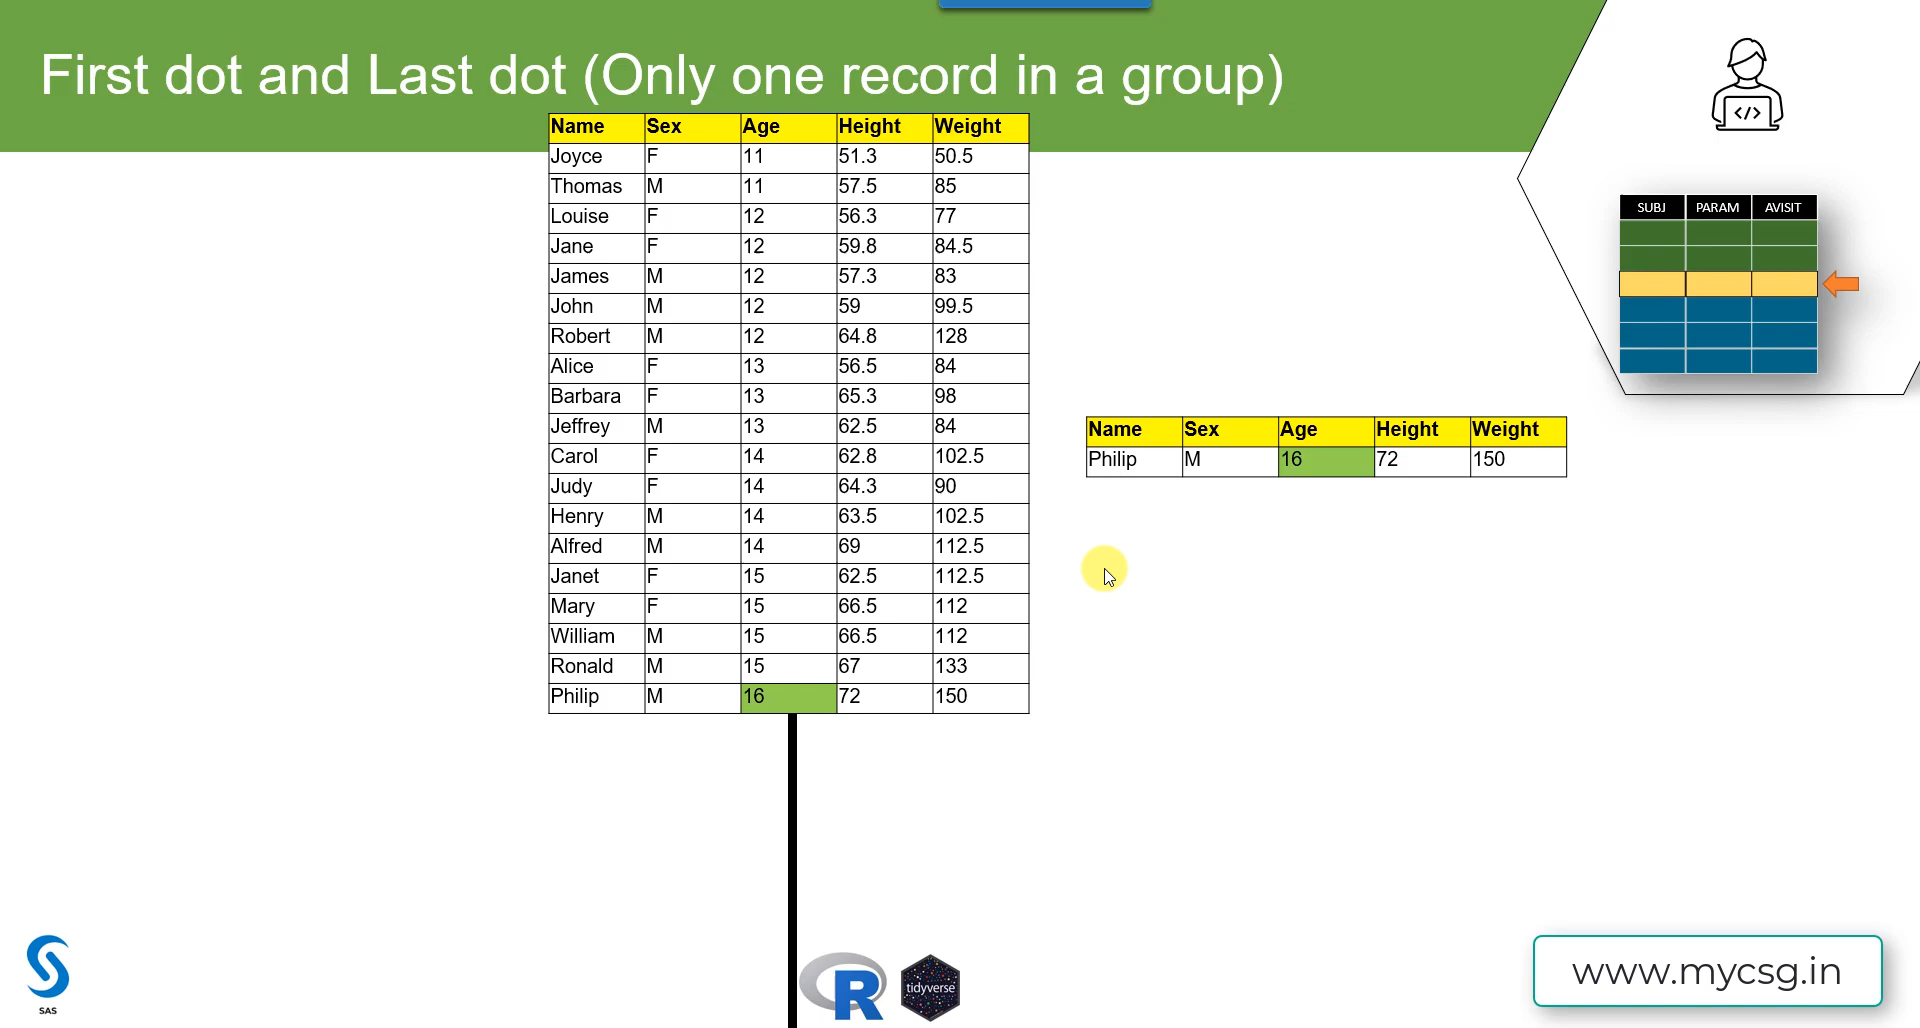 First dot and Last dot (Only one record in a group)
Name Sex Age Height Weight
Joyce F 11 51.3 50.5
Thomas M 11 57.5 85
Louise F 12 56.3 77
Jane F 12 59.8 84.5
James M 12 57.3 83
John M 12 59 99.5
Robert M 12 64.8 128
Alice F 13 56.5 84
Barbara F 13 65.3 98
Jeffrey M 13 62.5 84
Carol F 14 62.8 102.5
Judy F 14 64.3 90
Henry M 14 63.5 102.5
Alfred M 14 69 112.5
Janet F 15 62.5 112.5
Mary F 15 66.5 112
William M 15 66.5 112
Ronald M 15 67 133
Philip M 16 72 150
</>
SUBJ PARAM AVISIT
Name Sex Age Height Weight
Philip M 16 72 150
SAS
R
tidyverse
www.mycsg.in